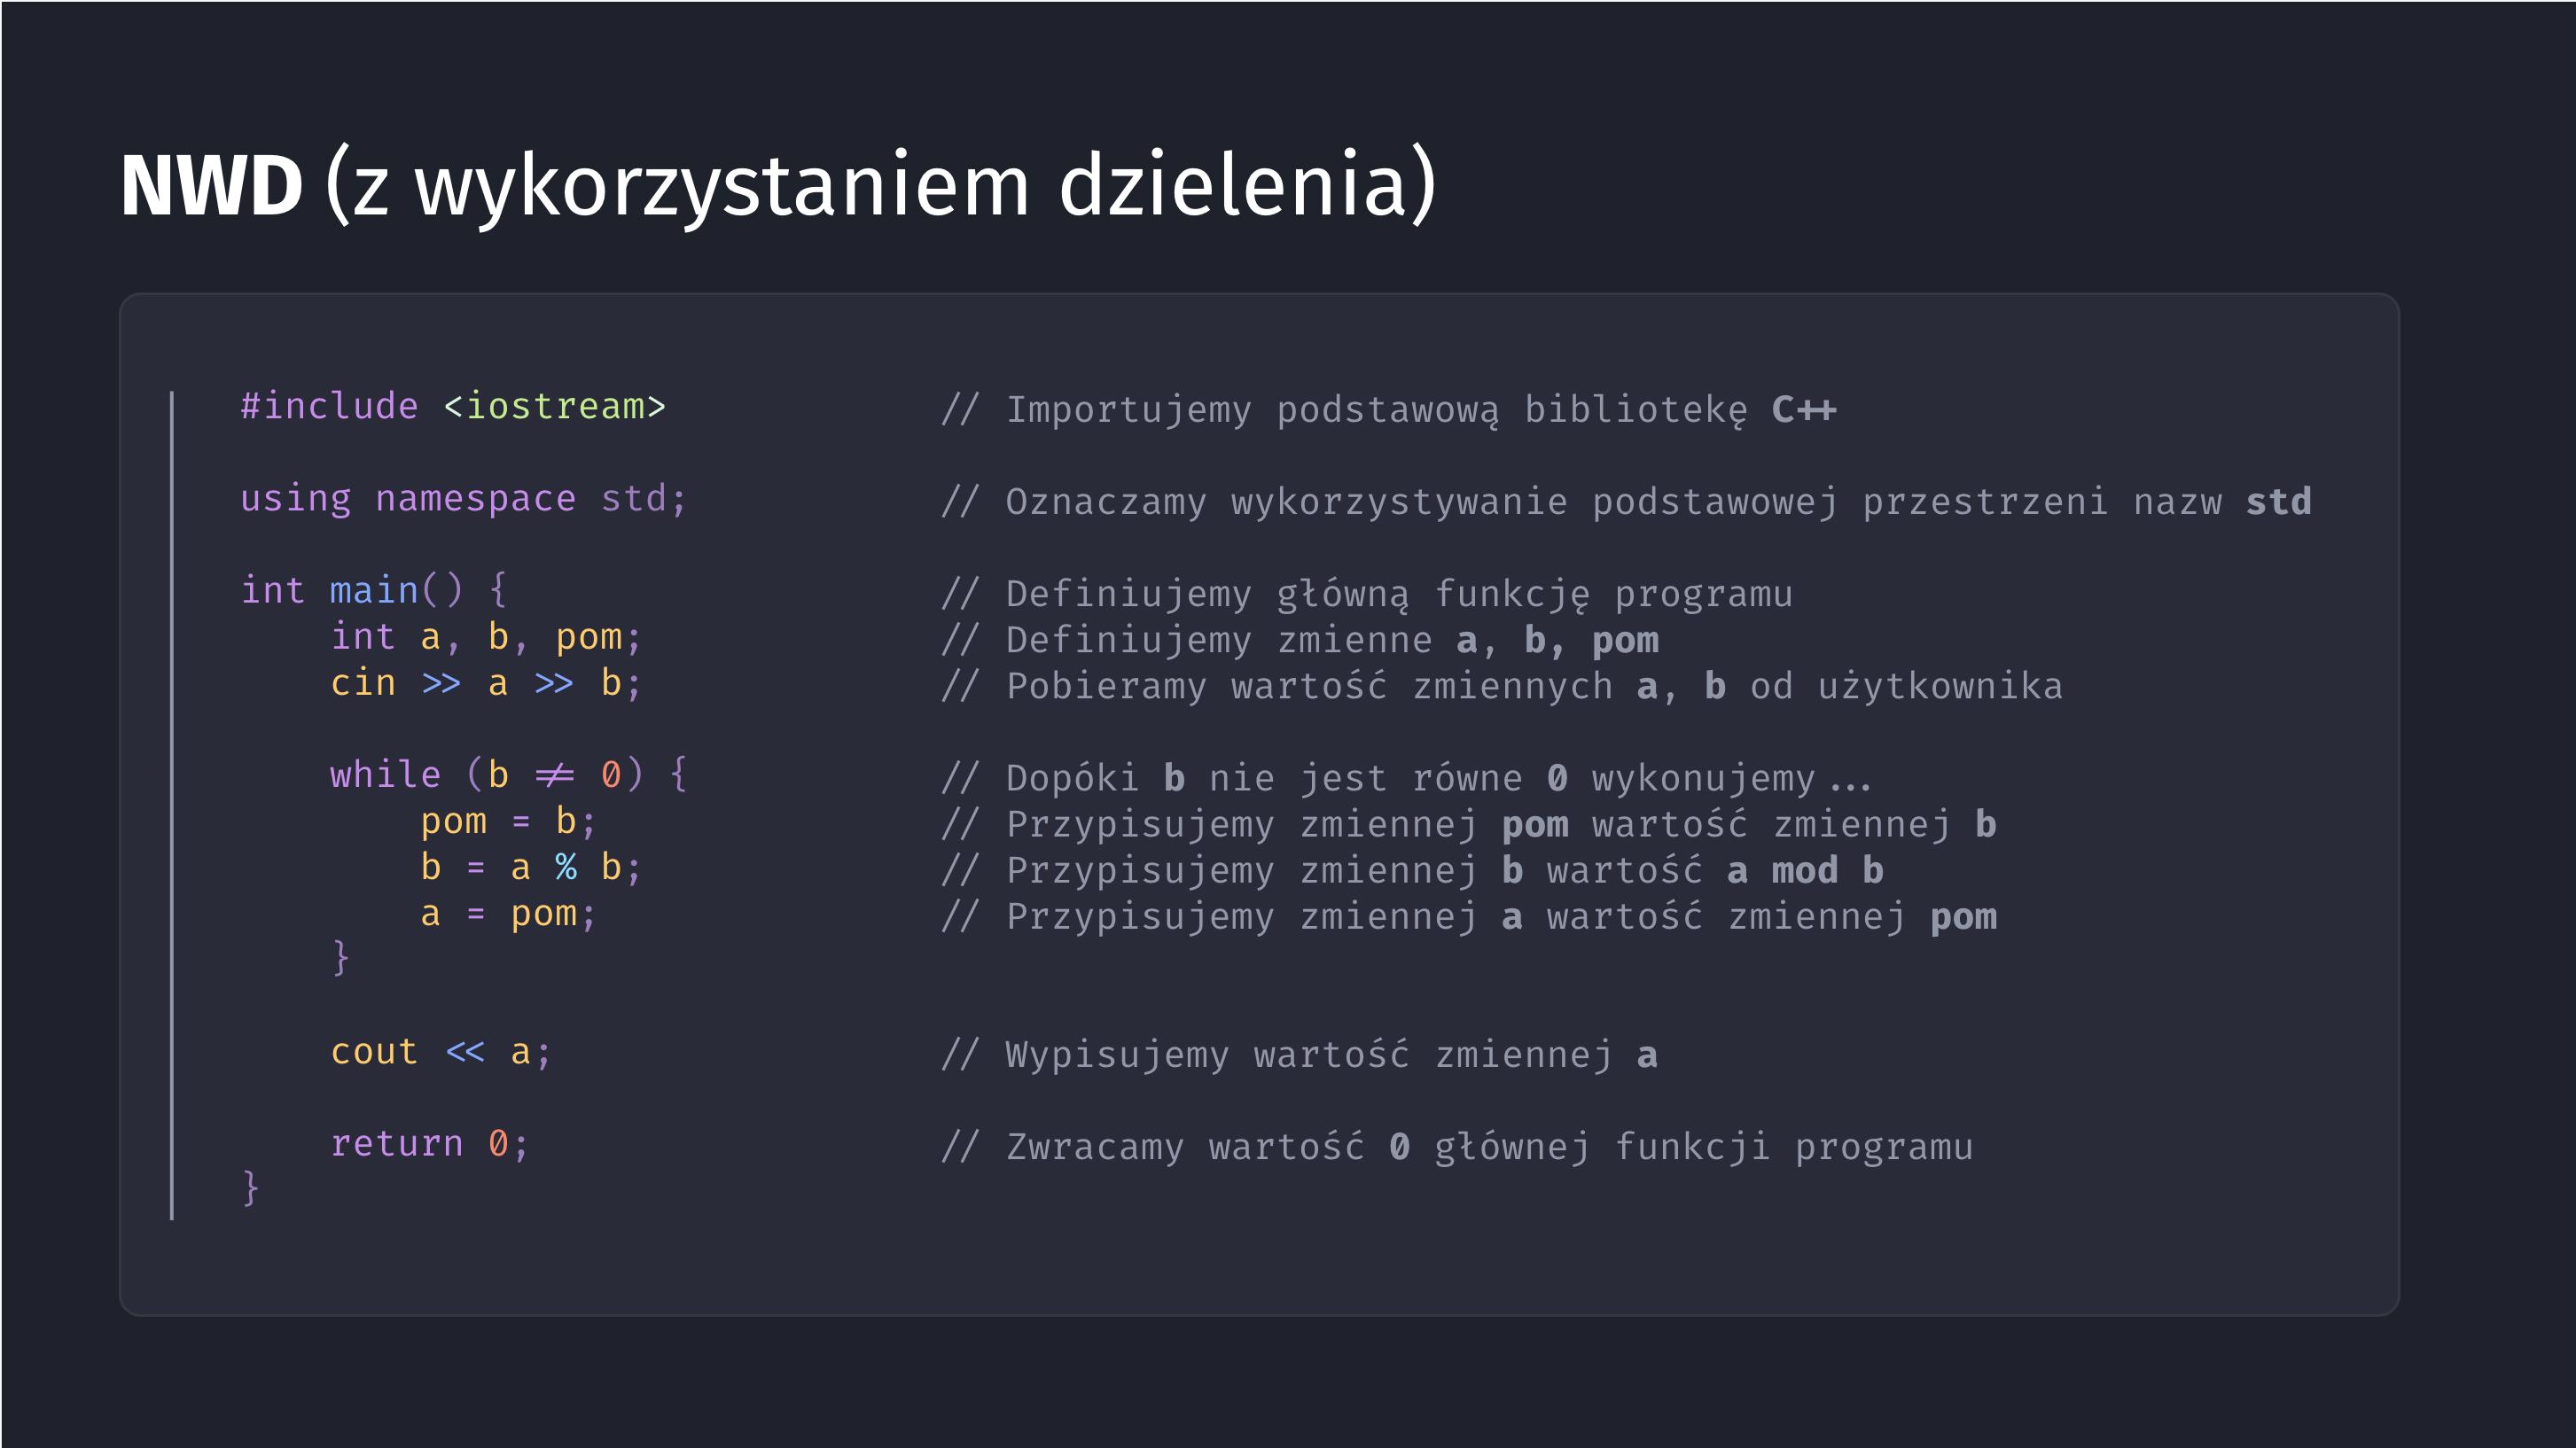 NWD (z wykorzystaniem dzielenia)
#include <iostream> // Importujemy podstawową bibliotekę C++
using namespace std; // Oznaczamy wykorzystywanie podstawowej przestrzeni nazw std
int main() { // Definiujemy główną funkcję programu
int a, b, pom; // Definiujemy zmienne a, b, pom
cin >> a >> b; // Pobieramy wartość zmiennych a, b od użytkownika
while (b != 0) { // Dopóki b nie jest równe 0 wykonujemy...
pom = b; // Przypisujemy zmiennej pom wartość zmiennej b
b = a % b; // Przypisujemy zmiennej b wartość a mod b
a = pom; // Przypisujemy zmiennej a wartość zmiennej pom
}
cout << a; // Wypisujemy wartość zmiennej a
return 0; // Zwracamy wartość 0 głównej funkcji programu
}